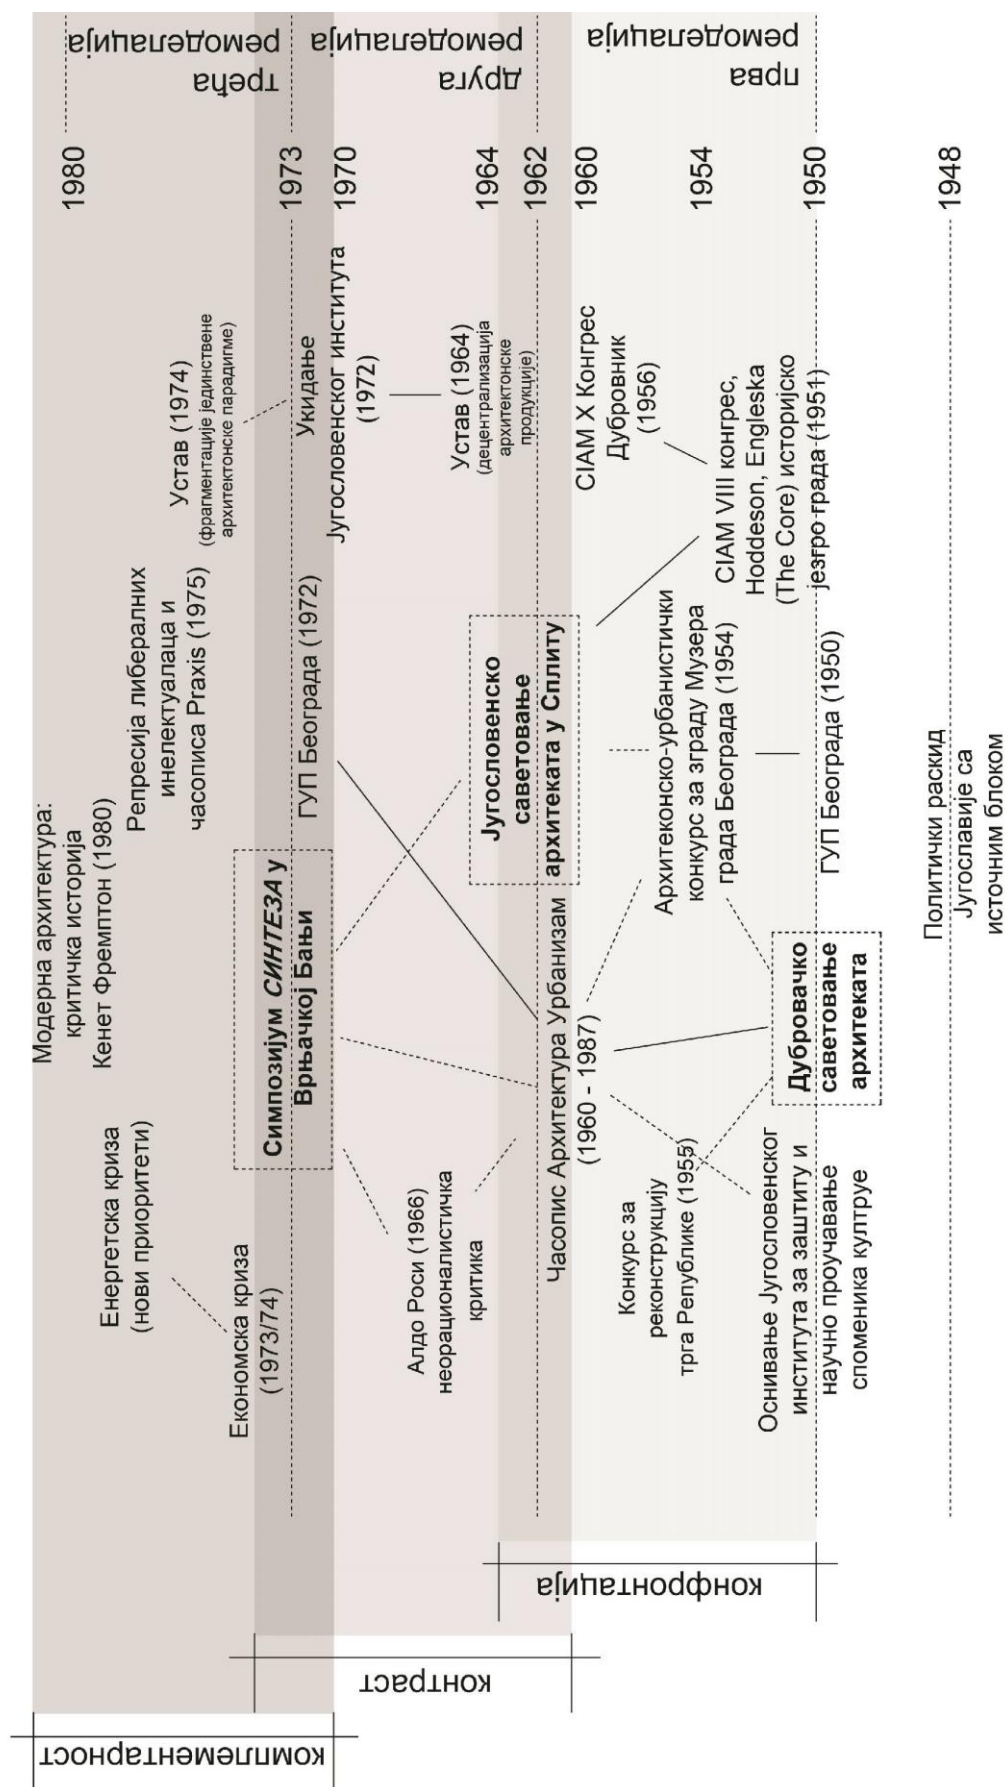 комплементарност
контраст
конфронтација
Модерна архитектура:
критичка историја
Кенет Фремптон (1980)
1980
трећа
ремоделација
Енергетска криза
(нови приоритети)
Репресија либералних
инелектуалаца и
часописа Praxis (1975)
Устав (1974)
(фрагментације јединствене
архитектонске парадигме)
Економска криза
(1973/74)
Симпозијум СИНТЕЗА у
Врњачкој Бањи
ГУП Београда (1972)
Укидање
Југословенског института
(1972)
1973
1970
друга
ремоделација
Алдо Роси (1966)
неорационалистичка
критика
Југословенско
саветовање
архитеката у Сплиту
Устав (1964)
(децентрализација
архитектонске
продукције)
1964
1962
Часопис Архитектура Урбанизам
(1960 - 1987)
CIAM X Конгрес
Дубровник
(1956)
1960
прва
ремоделација
Конкурс за
реконструкцију
трга Републике (1955)
Архитеконско-урбанистички
конкурс за зграду Музера
града Београда (1954)
CIAM VIII конгрес,
Hoddeson, Engleska
(The Core) историјско
језгро града (1951)
1954
Оснивање Југословенског
института за заштиту и
научно проучавање
споменика култруе
Дубровачко
саветовање
архитеката
ГУП Београда (1950)
1950
Политички раскид
Југославије са
источним блоком
1948